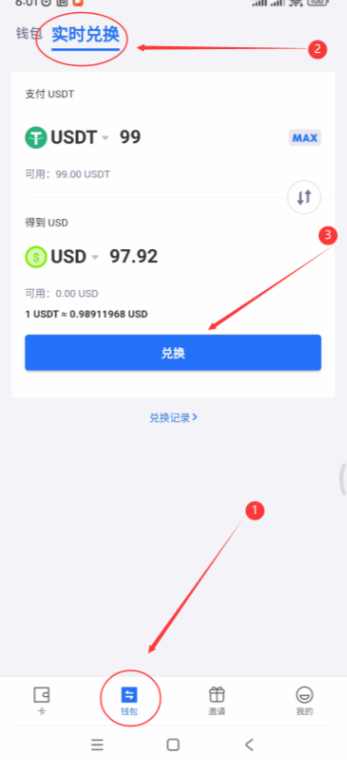 6:01
钱包 实时兑换
2
支付 USDT
USDT 99
MAX
可用：99.00 USDT
得到 USD
3
$ USD 97.92
可用：0.00 USD
1 USDT ≈ 0.98911968 USD
兑换
兑换记录
1
卡 钱包 邀请 我的